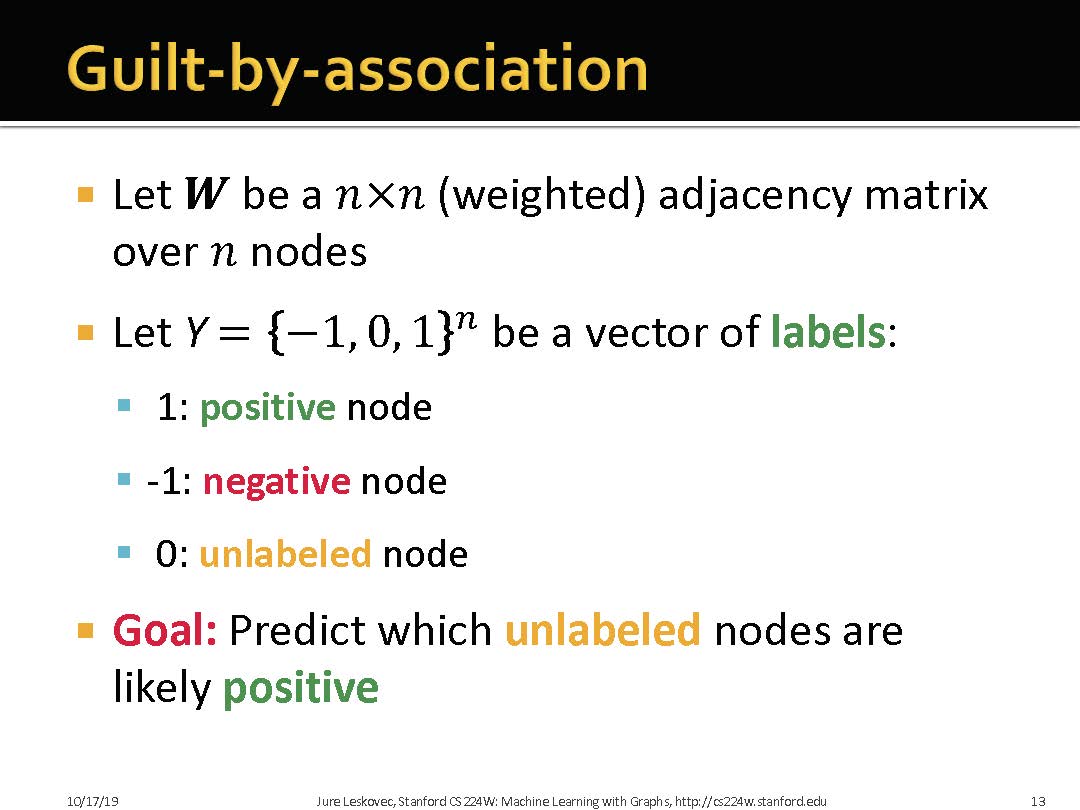 Guilt-by-association
Let W be a n×n (weighted) adjacency matrix
over n nodes
Let Y = {−1, 0, 1}ⁿ be a vector of labels:
1: positive node
-1: negative node
0: unlabeled node
Goal: Predict which unlabeled nodes are
likely positive
10/17/19 Jure Leskovec, Stanford CS224W: Machine Learning with Graphs, http://cs224w.stanford.edu 13